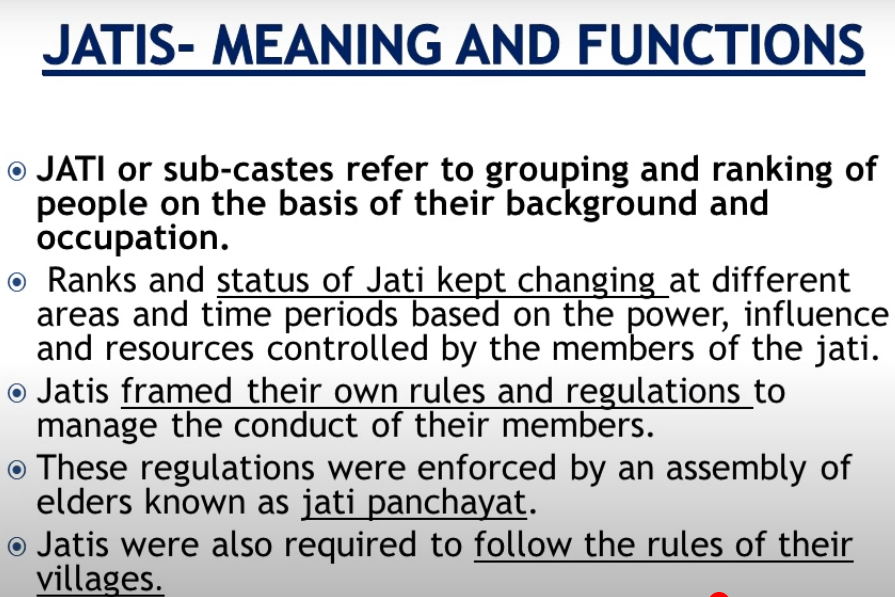 JATIS- MEANING AND FUNCTIONS
JATI or sub-castes refer to grouping and ranking of
people on the basis of their background and
occupation.
Ranks and status of Jati kept changing at different
areas and time periods based on the power, influence
and resources controlled by the members of the jati.
Jatis framed their own rules and regulations to
manage the conduct of their members.
These regulations were enforced by an assembly of
elders known as jati panchayat.
Jatis were also required to follow the rules of their
villages.